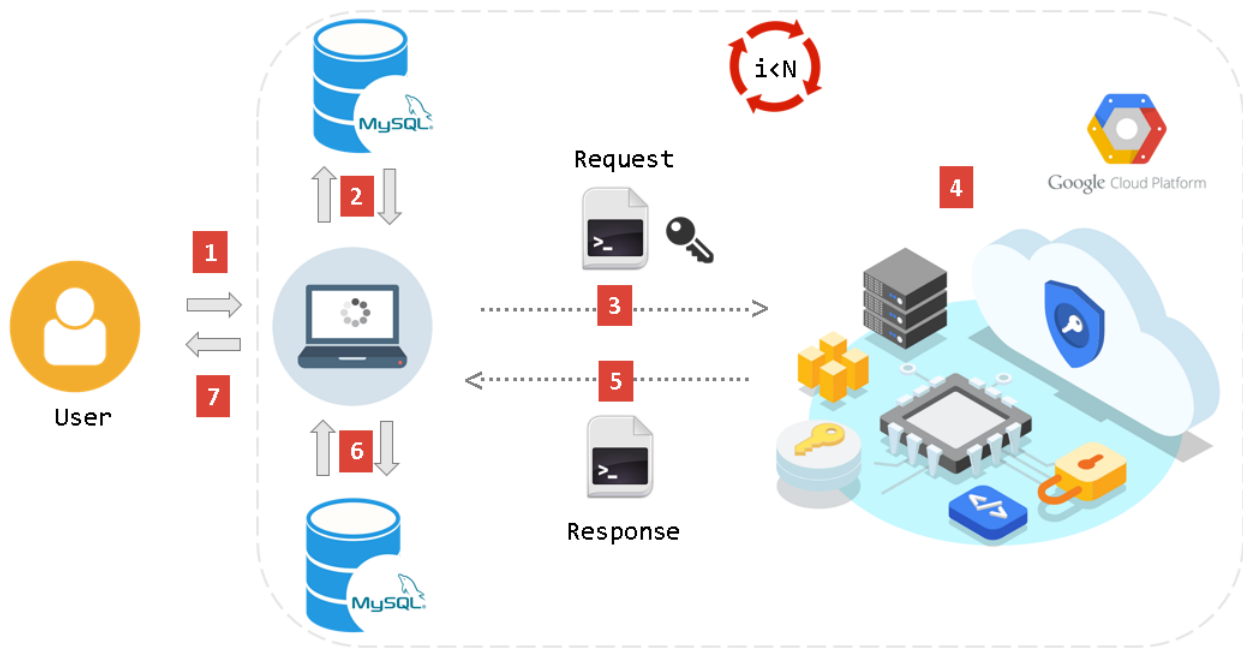 i<N
MySQL®
Google Cloud Platform
Request
2
4
>_
1
3
5
7
User
6
>_
</>
Response
MySQL®